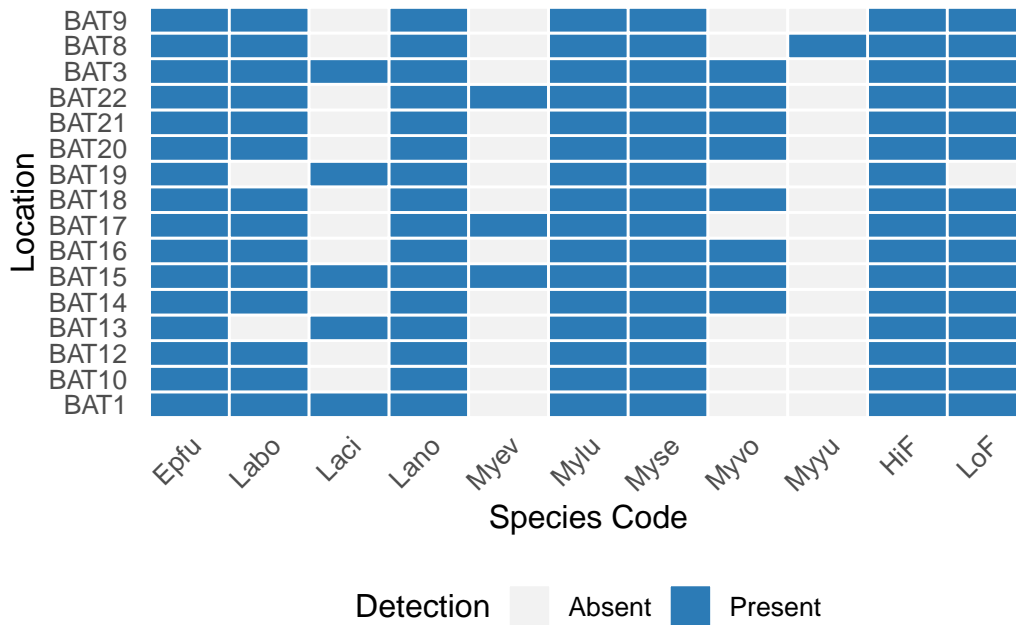 Location
BAT9
BAT8
BAT3
BAT22
BAT21
BAT20
BAT19
BAT18
BAT17
BAT16
BAT15
BAT14
BAT13
BAT12
BAT10
BAT1
Epfu Labo Laci Lano Myev Mylu Myse Myvo Myyu HiF LoF
Species Code
Detection Absent Present